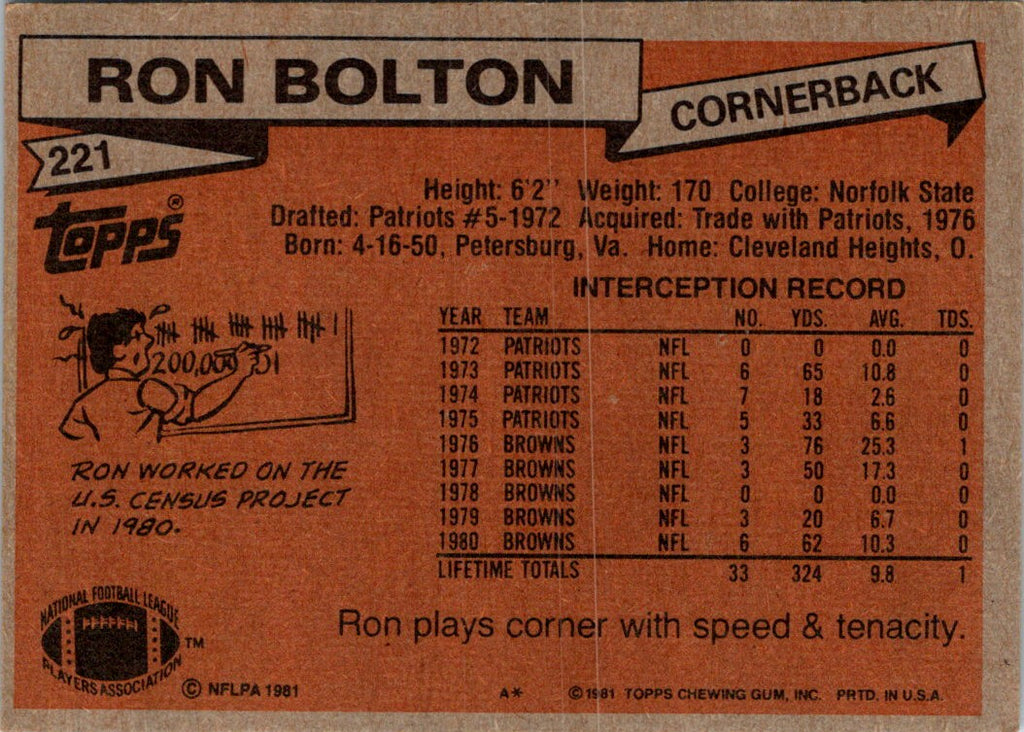 RON BOLTON
CORNERBACK
221
TOPPS®
Height: 6'2" Weight: 170 College: Norfolk State
Drafted: Patriots #5-1972 Acquired: Trade with Patriots, 1976
Born: 4-16-50, Petersburg, Va. Home: Cleveland Heights, O.
200,000
RON WORKED ON THE
U.S. CENSUS PROJECT
IN 1980.
INTERCEPTION RECORD
YEAR TEAM NO. YDS. AVG. TDS.
1972 PATRIOTS NFL 0 0 0.0 0
1973 PATRIOTS NFL 6 65 10.8 0
1974 PATRIOTS NFL 7 18 2.6 0
1975 PATRIOTS NFL 5 33 6.6 0
1976 BROWNS NFL 3 76 25.3 1
1977 BROWNS NFL 3 50 17.3 0
1978 BROWNS NFL 0 0 0.0 0
1979 BROWNS NFL 3 20 6.7 0
1980 BROWNS NFL 6 62 10.3 0
LIFETIME TOTALS 33 324 9.8 1
Ron plays corner with speed & tenacity.
NATIONAL FOOTBALL LEAGUE
PLAYERS ASSOCIATION
TM
© NFLPA 1981
A* © 1981 TOPPS CHEWING GUM, INC. PRTD. IN U.S.A.